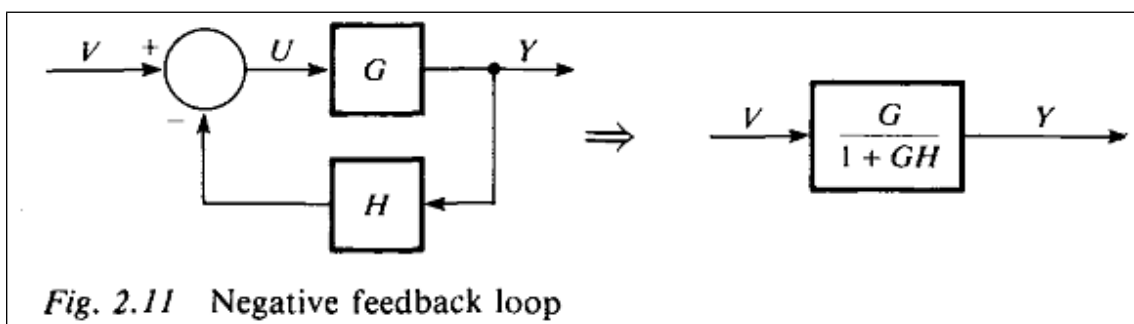 V + U G Y
−
H
⇒
V G Y
1 + GH
Fig. 2.11 Negative feedback loop